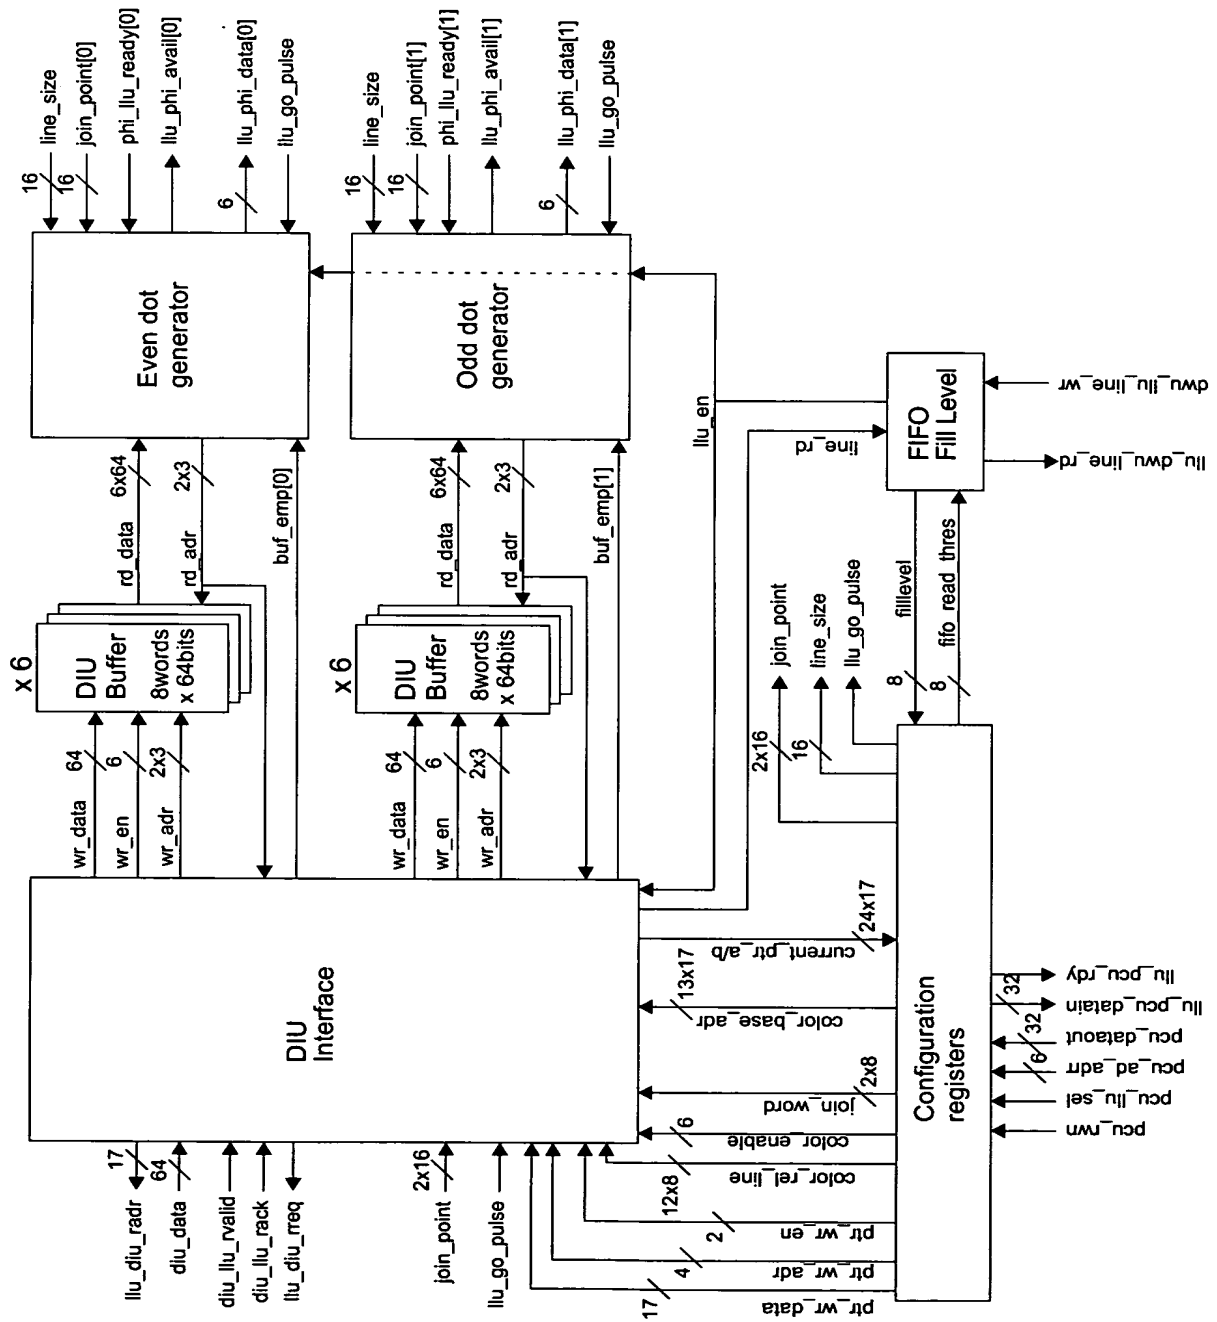 line_size
16
join_point[0]
16
phi_llu_ready[0]
llu_phi_avail[0]
llu_phi_data[0]
6
llu_go_pulse
line_size
16
join_point[1]
16
phi_llu_ready[1]
llu_phi_avail[1]
llu_phi_data[1]
6
llu_go_pulse
Even dot
generator
Odd dot
generator
rd_data
6x64
rd_adr
2x3
buf_emp[0]
rd_data
6x64
rd_adr
2x3
buf_emp[1]
llu_en
line_rd
FIFO
Fill Level
dwu_llu_line_wr
llu_dwu_line_rd
x 6
DIU
Buffer
8words
x 64bits
x 6
DIU
Buffer
8words
x 64bits
join_point
2x16
line_size
16
llu_go_pulse
filllevel
8
fifo_read_thres
8
wr_data
64
wr_en
6
wr_adr
2x3
wr_data
64
wr_en
6
wr_adr
2x3
DIU
Interface
current_ptr_a/b
24x17
color_base_adr
13x17
join_word
2x8
color_enable
6
color_rel_line
12x8
ptr_wr_en
2
ptr_wr_adr
4
ptr_wr_data
17
Configuration
registers
llu_pcu_rdy
llu_pcu_datain
32
pcu_dataout
32
pcu_ad_adrr
6
pcu_llu_sel
pcu_rwn
llu_diu_radr
17
diu_data
64
diu_llu_rvalid
diu_llu_rack
llu_diu_rreq
join_point
2x16
llu_go_pulse